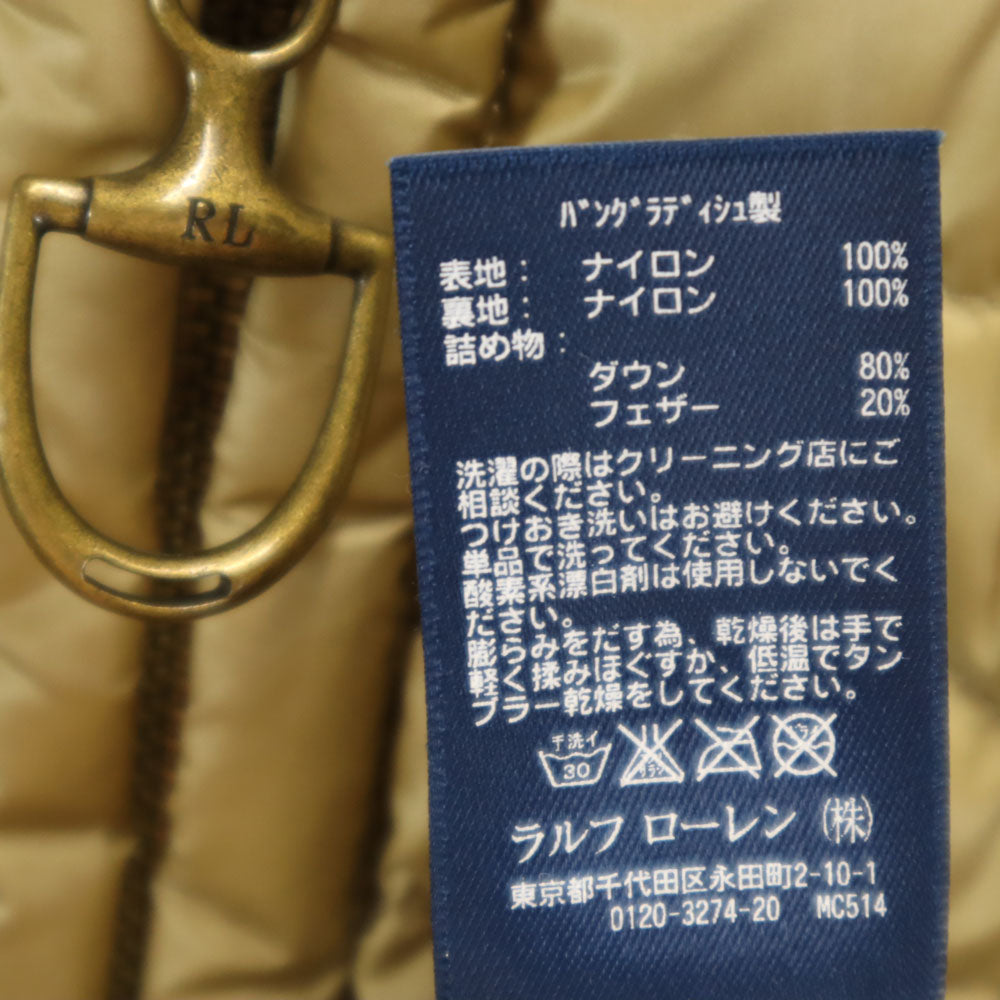 RL
バングラディシュ製
表地： ナイロン 100%
裏地： ナイロン 100%
詰め物：
ダウン 80%
フェザー 20%
洗濯の際はクリーニング店にご
相談ください。
つけおき洗いはお避けください。
単品で洗ってください。
酸素系漂白剤は使用しないでく
ださい。
膨らみをだす為、乾燥後は手で
軽く揉みほぐすか、低温でタン
ブラー乾燥をしてください。
手洗イ
30
ラルフ ローレン (株)
東京都千代田区永田町2-10-1
0120-3274-20 MC514